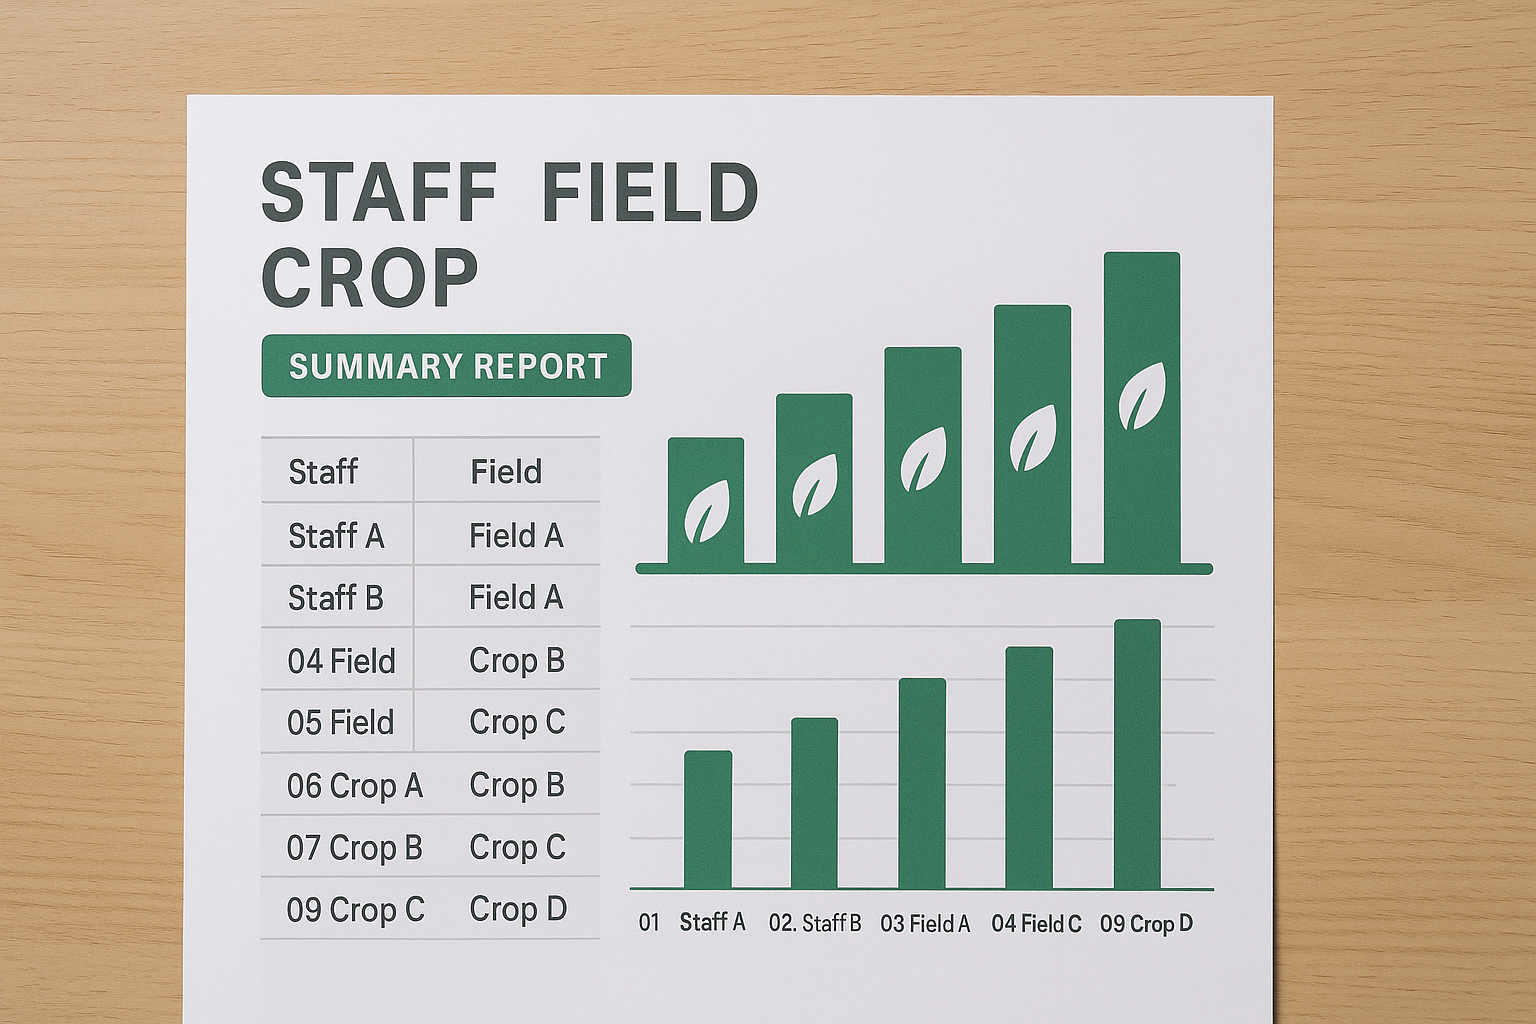 STAFF FIELD
CROP
SUMMARY REPORT
Staff Field
Staff A Field A
Staff B Field A
04 Field Crop B
05 Field Crop C
06 Crop A Crop B
07 Crop B Crop C
09 Crop C Crop D
01 Staff A 02. Staff B 03 Field A 04 Field C 09 Crop D